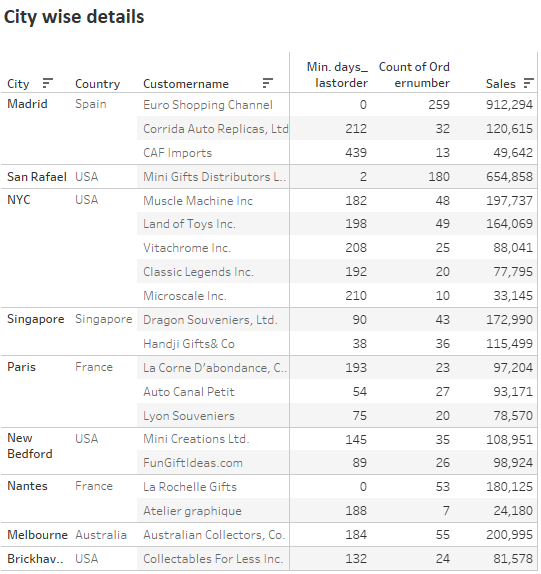 City wise details
Min. days_ Count of Ord
City Country Customername lastorder ernumber Sales
Madrid Spain Euro Shopping Channel 0 259 912,294
Corrida Auto Replicas, Ltd 212 32 120,615
CAF Imports 439 13 49,642
San Rafael USA Mini Gifts Distributors L.. 2 180 654,858
NYC USA Muscle Machine Inc 182 48 197,737
Land of Toys Inc. 198 49 164,069
Vitachrome Inc. 208 25 88,041
Classic Legends Inc. 192 20 77,795
Microscale Inc. 210 10 33,145
Singapore Singapore Dragon Souveniers, Ltd. 90 43 172,990
Handji Gifts& Co 38 36 115,499
Paris France La Corne D'abondance, C.. 193 23 97,204
Auto Canal Petit 54 27 93,171
Lyon Souveniers 75 20 78,570
New Bedford USA Mini Creations Ltd. 145 35 108,951
FunGiftIdeas.com 89 26 98,924
Nantes France La Rochelle Gifts 0 53 180,125
Atelier graphique 188 7 24,180
Melbourne Australia Australian Collectors, Co. 184 55 200,995
Brickhav.. USA Collectables For Less Inc. 132 24 81,578